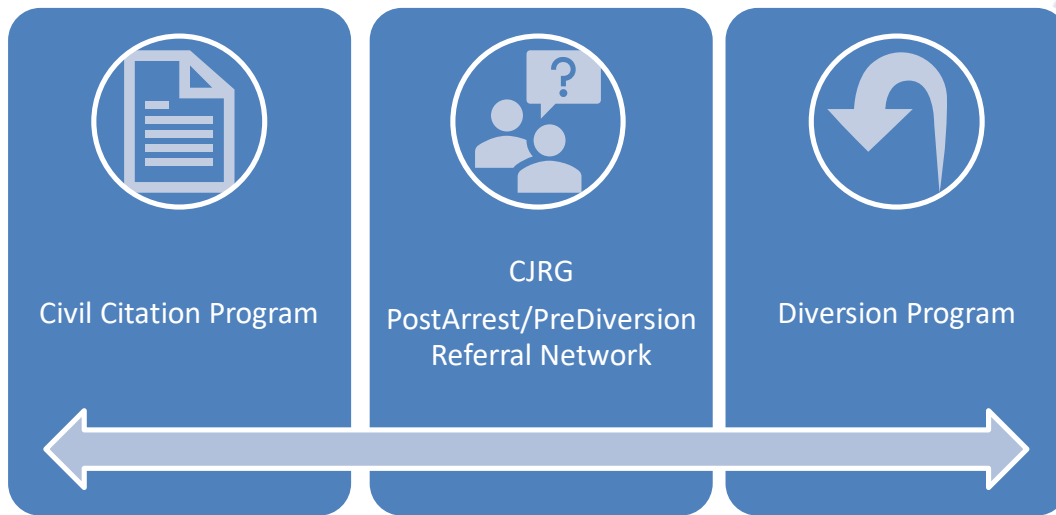 ?
Civil Citation Program
CJRG
PostArrest/PreDiversion
Referral Network
Diversion Program